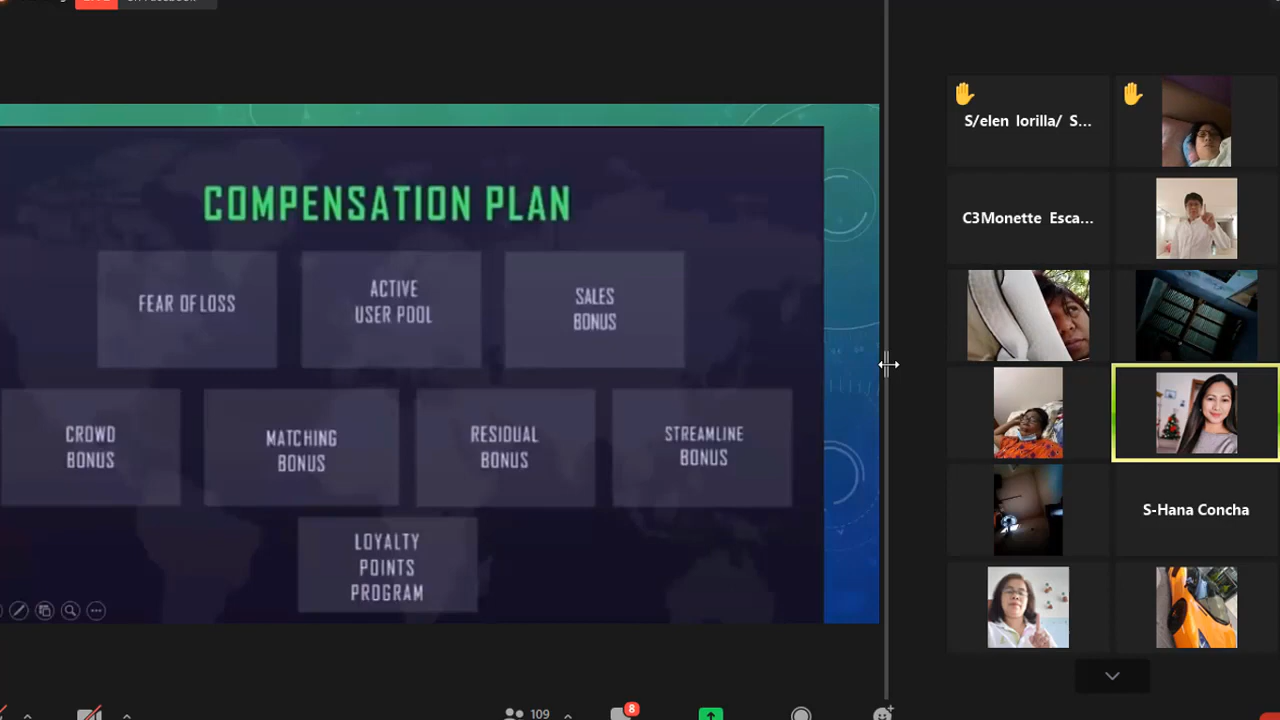 COMPENSATION PLAN
FEAR OF LOSS
ACTIVE
USER POOL
SALES
BONUS
CROWD
BONUS
MATCHING
BONUS
RESIDUAL
BONUS
STREAMLINE
BONUS
LOYALTY
POINTS
PROGRAM
S/elen lorilla/ S...
C3Monette Esca...
S-Hana Concha
109
8